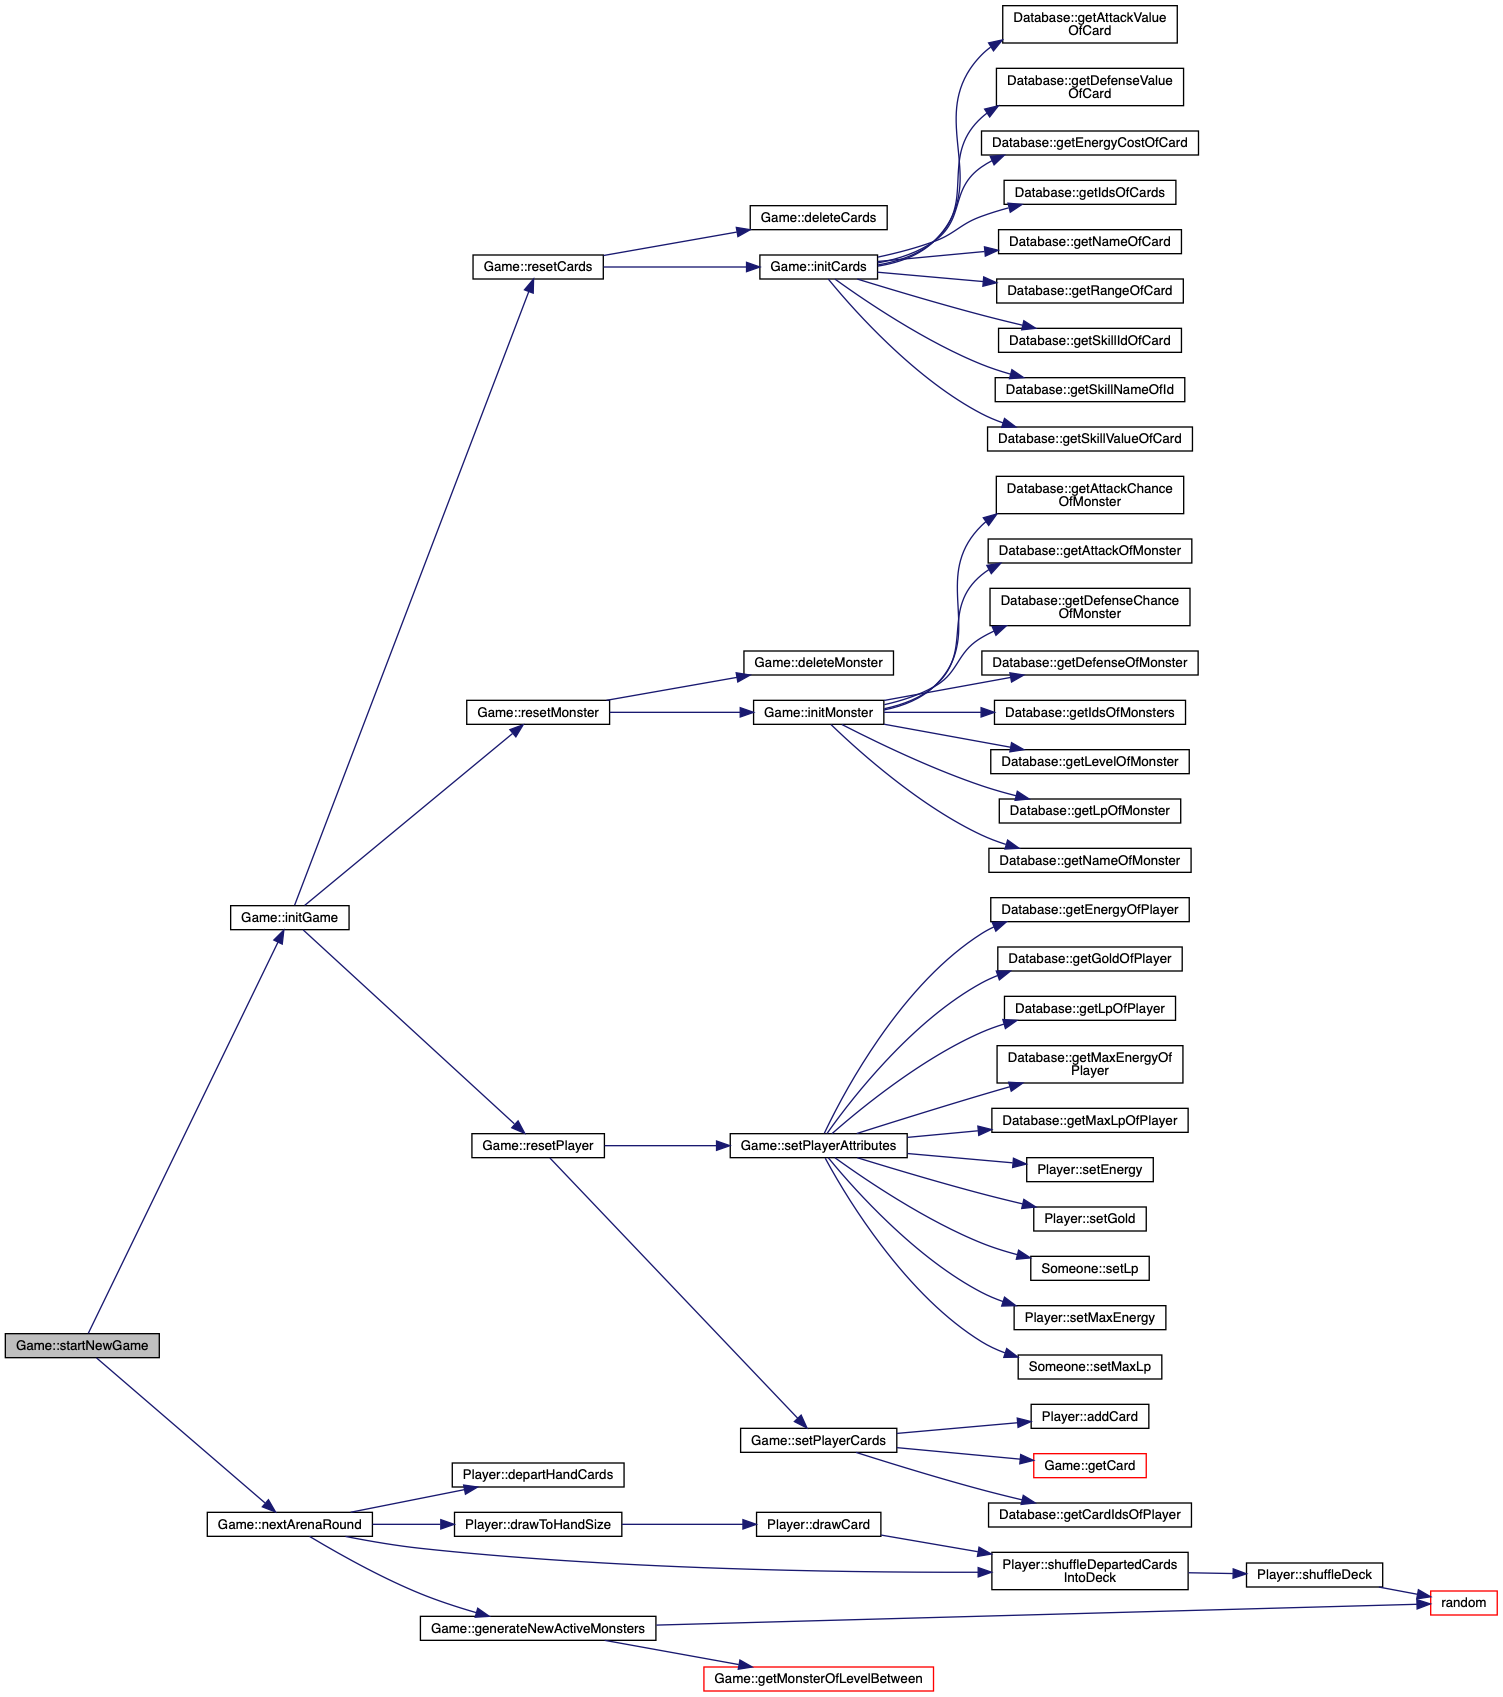 Database::getAttackValue
OfCard
Database::getDefenseValue
OfCard
Database::getEnergyCostOfCard
Database::getIdsOfCards
Game::deleteCards
Database::getNameOfCard
Game::resetCards
Game::initCards
Database::getRangeOfCard
Database::getSkillIdOfCard
Database::getSkillNameOfId
Database::getSkillValueOfCard
Database::getAttackChance
OfMonster
Database::getAttackOfMonster
Database::getDefenseChance
OfMonster
Game::deleteMonster
Database::getDefenseOfMonster
Game::resetMonster
Game::initMonster
Database::getIdsOfMonsters
Database::getLevelOfMonster
Database::getLpOfMonster
Database::getNameOfMonster
Game::initGame
Database::getEnergyOfPlayer
Database::getGoldOfPlayer
Database::getLpOfPlayer
Database::getMaxEnergyOf
Player
Database::getMaxLpOfPlayer
Game::resetPlayer
Game::setPlayerAttributes
Player::setEnergy
Player::setGold
Someone::setLp
Player::setMaxEnergy
Game::startNewGame
Someone::setMaxLp
Player::addCard
Game::setPlayerCards
Game::getCard
Player::departHandCards
Database::getCardIdsOfPlayer
Game::nextArenaRound
Player::drawToHandSize
Player::drawCard
Player::shuffleDepartedCards
IntoDeck
Player::shuffleDeck
random
Game::generateNewActiveMonsters
Game::getMonsterOfLevelBetween